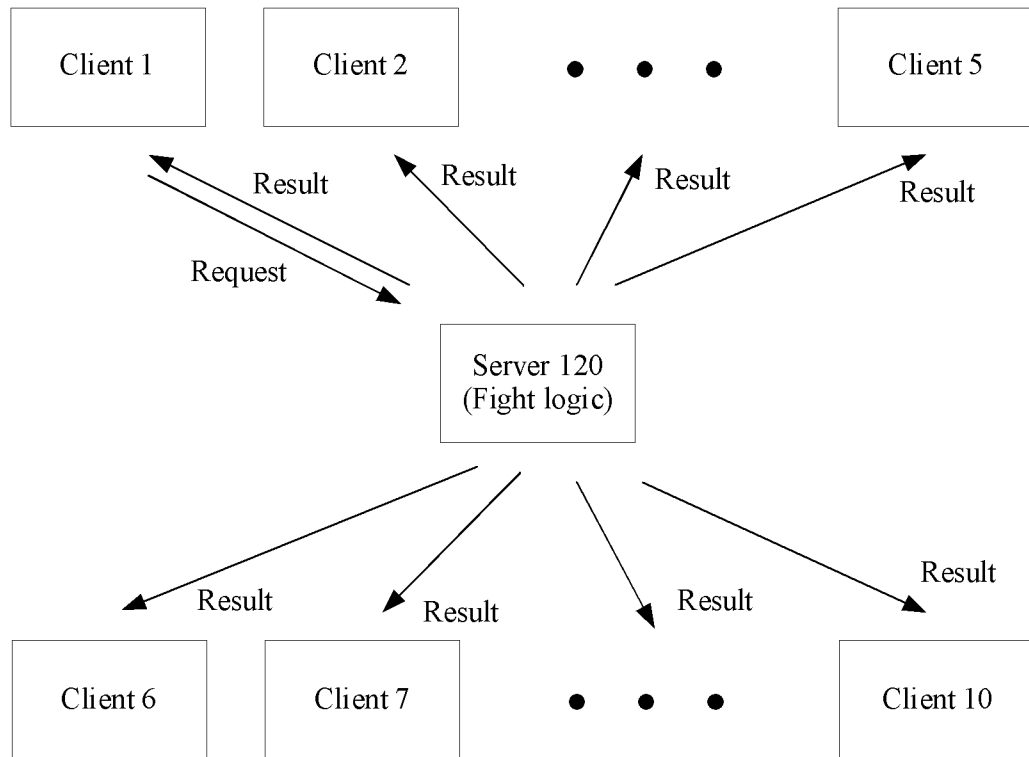 Client 1
Client 2
Client 5
Result
Result
Result
Result
Request
Server 120
(Fight logic)
Result
Result
Result
Result
Client 6
Client 7
Client 10